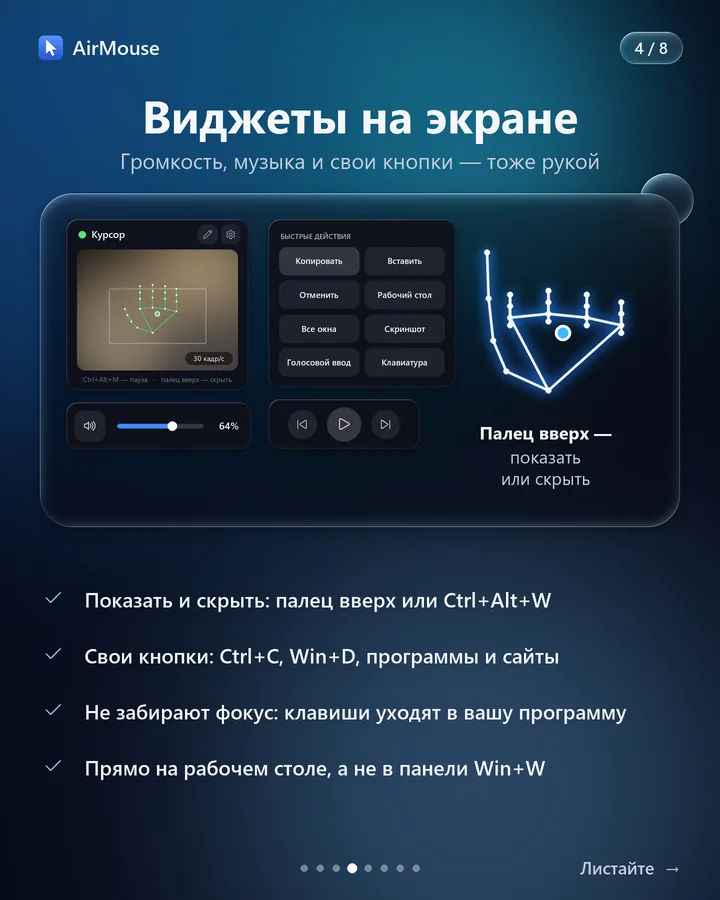 AirMouse
4 / 8
Виджеты на экране
Громкость, музыка и свои кнопки — тоже рукой
Курсор
30 кадр/с
Ctrl+Alt+M — пауза · палец вверх — скрыть
64%
БЫСТРЫЕ ДЕЙСТВИЯ
Копировать
Вставить
Отменить
Рабочий стол
Все окна
Скриншот
Голосовой ввод
Клавиатура
Палец вверх —
показать
или скрыть
Показать и скрыть: палец вверх или Ctrl+Alt+W
Свои кнопки: Ctrl+C, Win+D, программы и сайты
Не забирают фокус: клавиши уходят в вашу программу
Прямо на рабочем столе, а не в панели Win+W
Листайте →